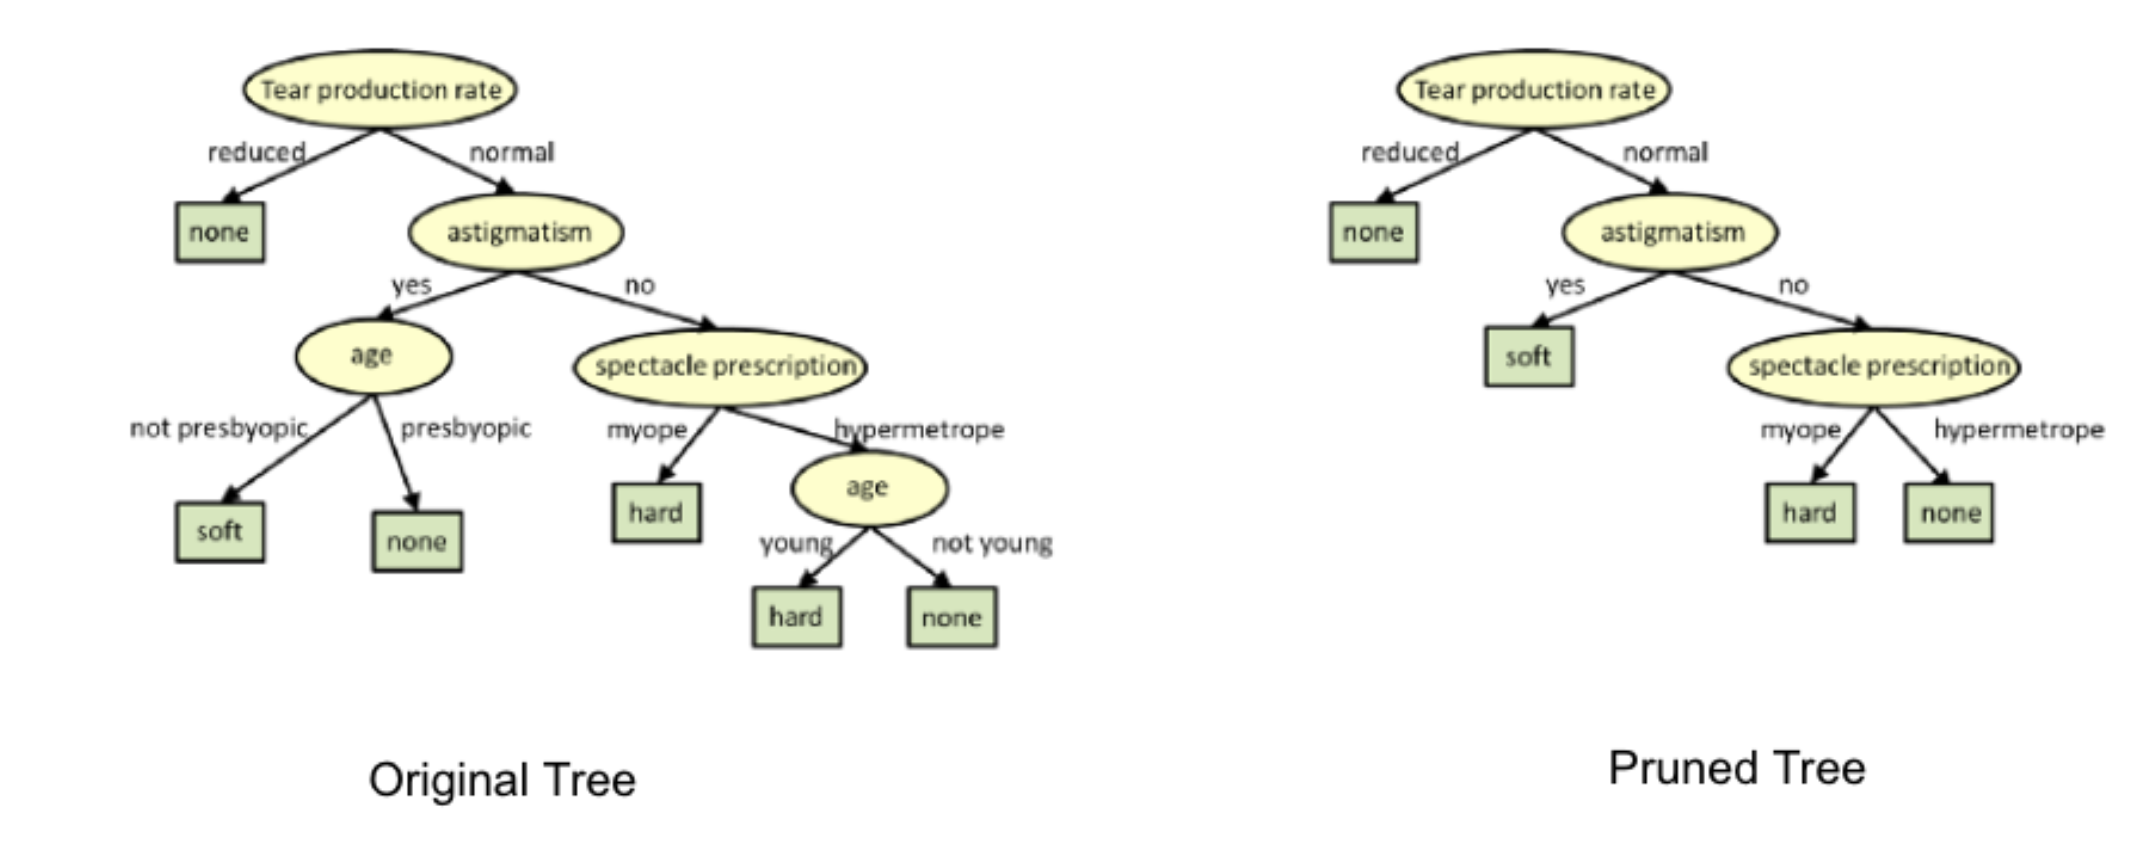 Tear production rate
reduced
normal
none
astigmatism
yes
no
age
spectacle prescription
not presbyopic
presbyopic
myope
hypermetrope
soft
none
hard
age
young
not young
hard
none
Original Tree
Tear production rate
reduced
normal
none
astigmatism
yes
no
soft
spectacle prescription
myope
hypermetrope
hard
none
Pruned Tree